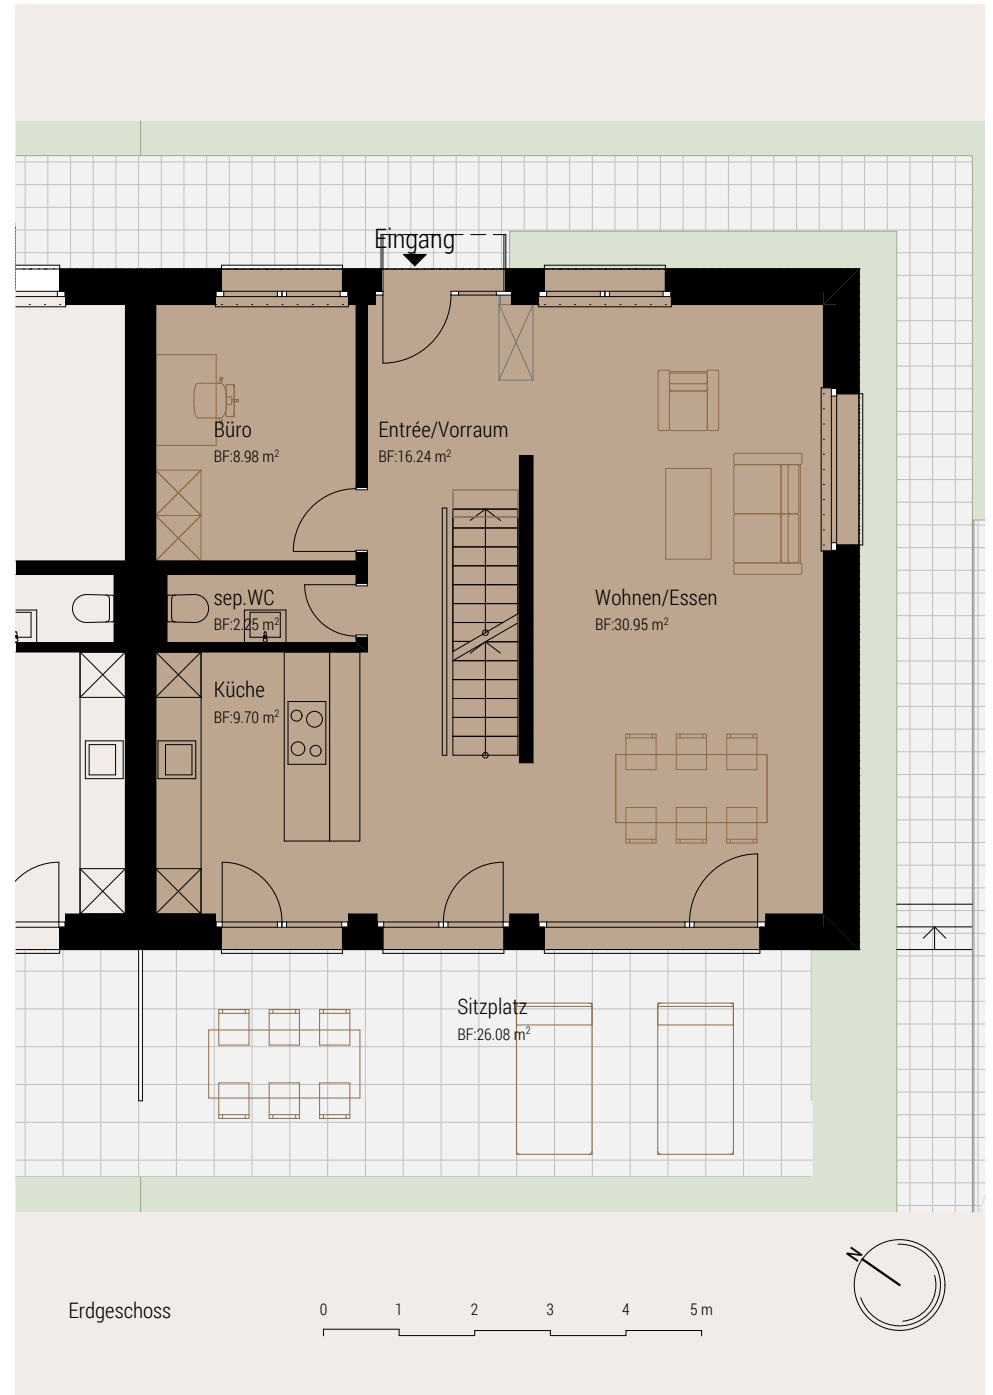 Eingang
Büro
BF:8.98 m²
Entrée/Vorraum
BF:16.24 m²
sep.WC
BF:2.25 m²
Wohnen/Essen
BF:30.95 m²
Küche
BF:9.70 m²
Sitzplatz
BF:26.08 m²
N
Erdgeschoss
0 1 2 3 4 5 m